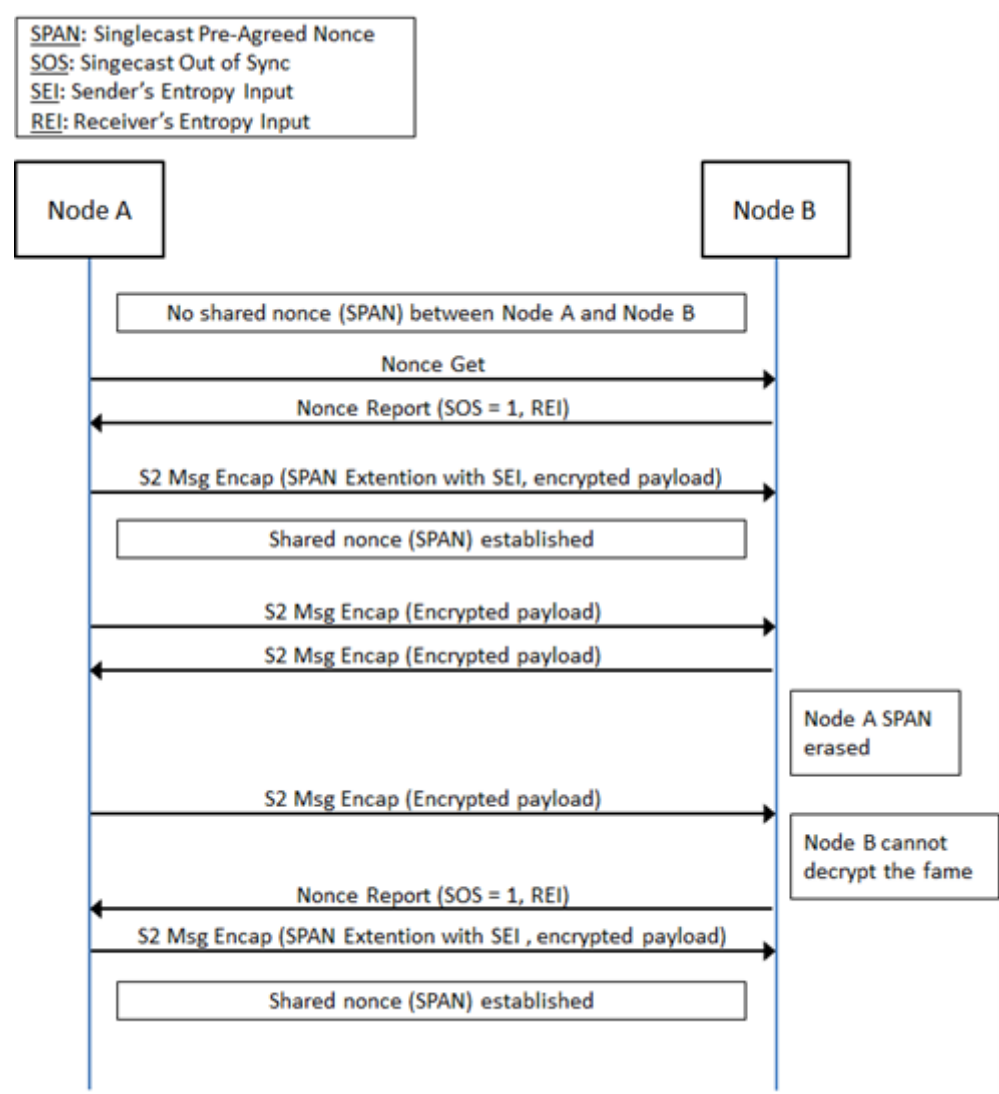 SPAN: Singlecast Pre-Agreed Nonce
SOS: Singecast Out of Sync
SEI: Sender's Entropy Input
REI: Receiver's Entropy Input
Node A
Node B
No shared nonce (SPAN) between Node A and Node B
Nonce Get
Nonce Report (SOS = 1, REI)
S2 Msg Encap (SPAN Extention with SEI, encrypted payload)
Shared nonce (SPAN) established
S2 Msg Encap (Encrypted payload)
S2 Msg Encap (Encrypted payload)
Node A SPAN
erased
S2 Msg Encap (Encrypted payload)
Node B cannot
decrypt the fame
Nonce Report (SOS = 1, REI)
S2 Msg Encap (SPAN Extention with SEI , encrypted payload)
Shared nonce (SPAN) established